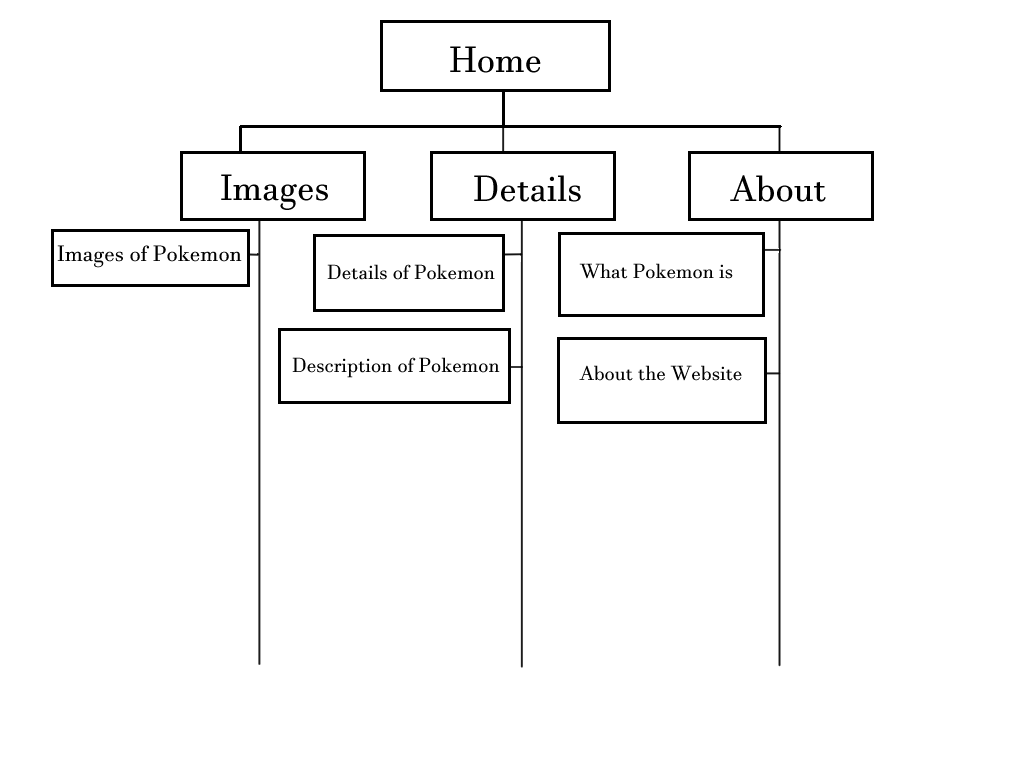 Home
Images
Details
About
Images of Pokemon
Details of Pokemon
What Pokemon is
Description of Pokemon
About the Website